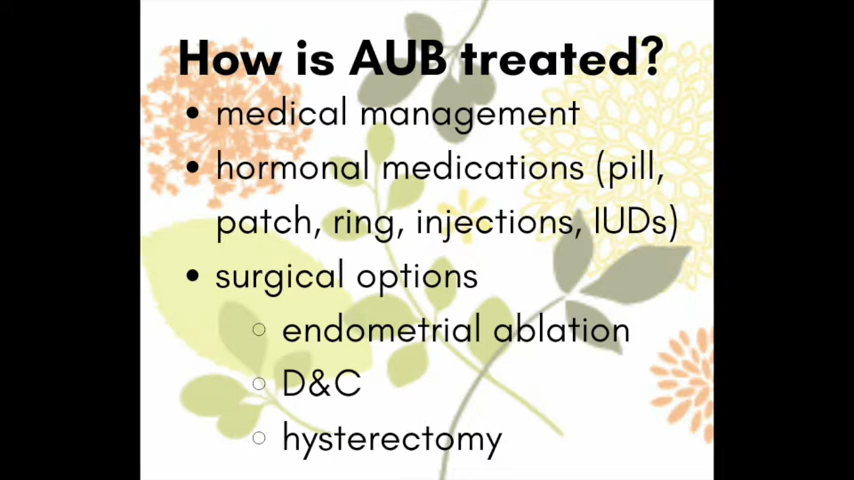 How is AUB treated?
• medical management
• hormonal medications (pill,
patch, ring, injections, IUDs)
• surgical options
○ endometrial ablation
○ D&C
○ hysterectomy